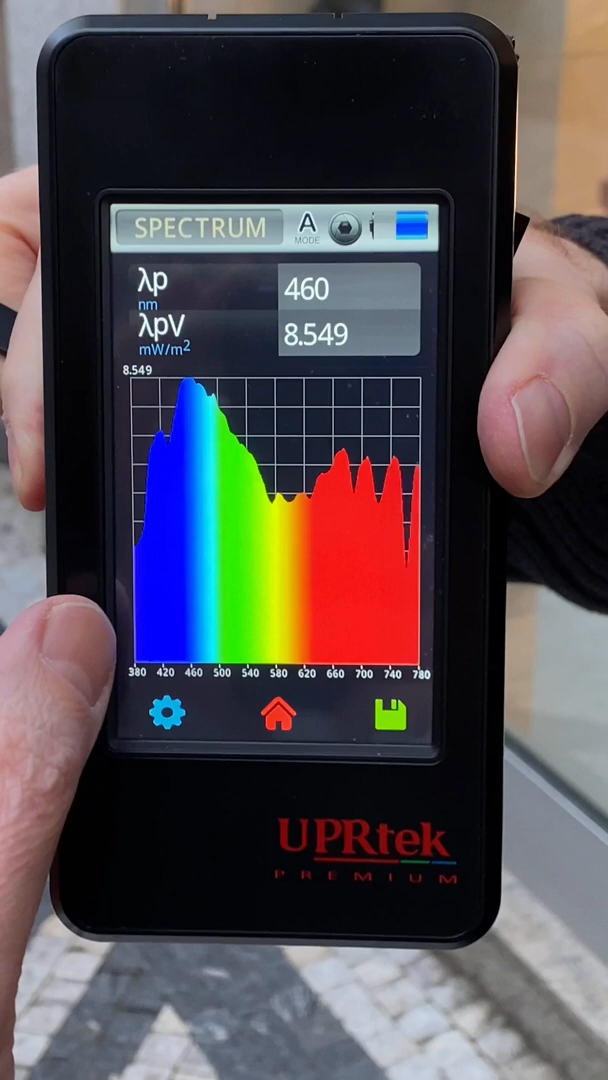 SPECTRUM
A
MODE
λp
nm
460
λpV
mW/m²
8.549
8.549
380 420 460 500 540 580 620 660 700 740 780
UPRtek
PREMIUM